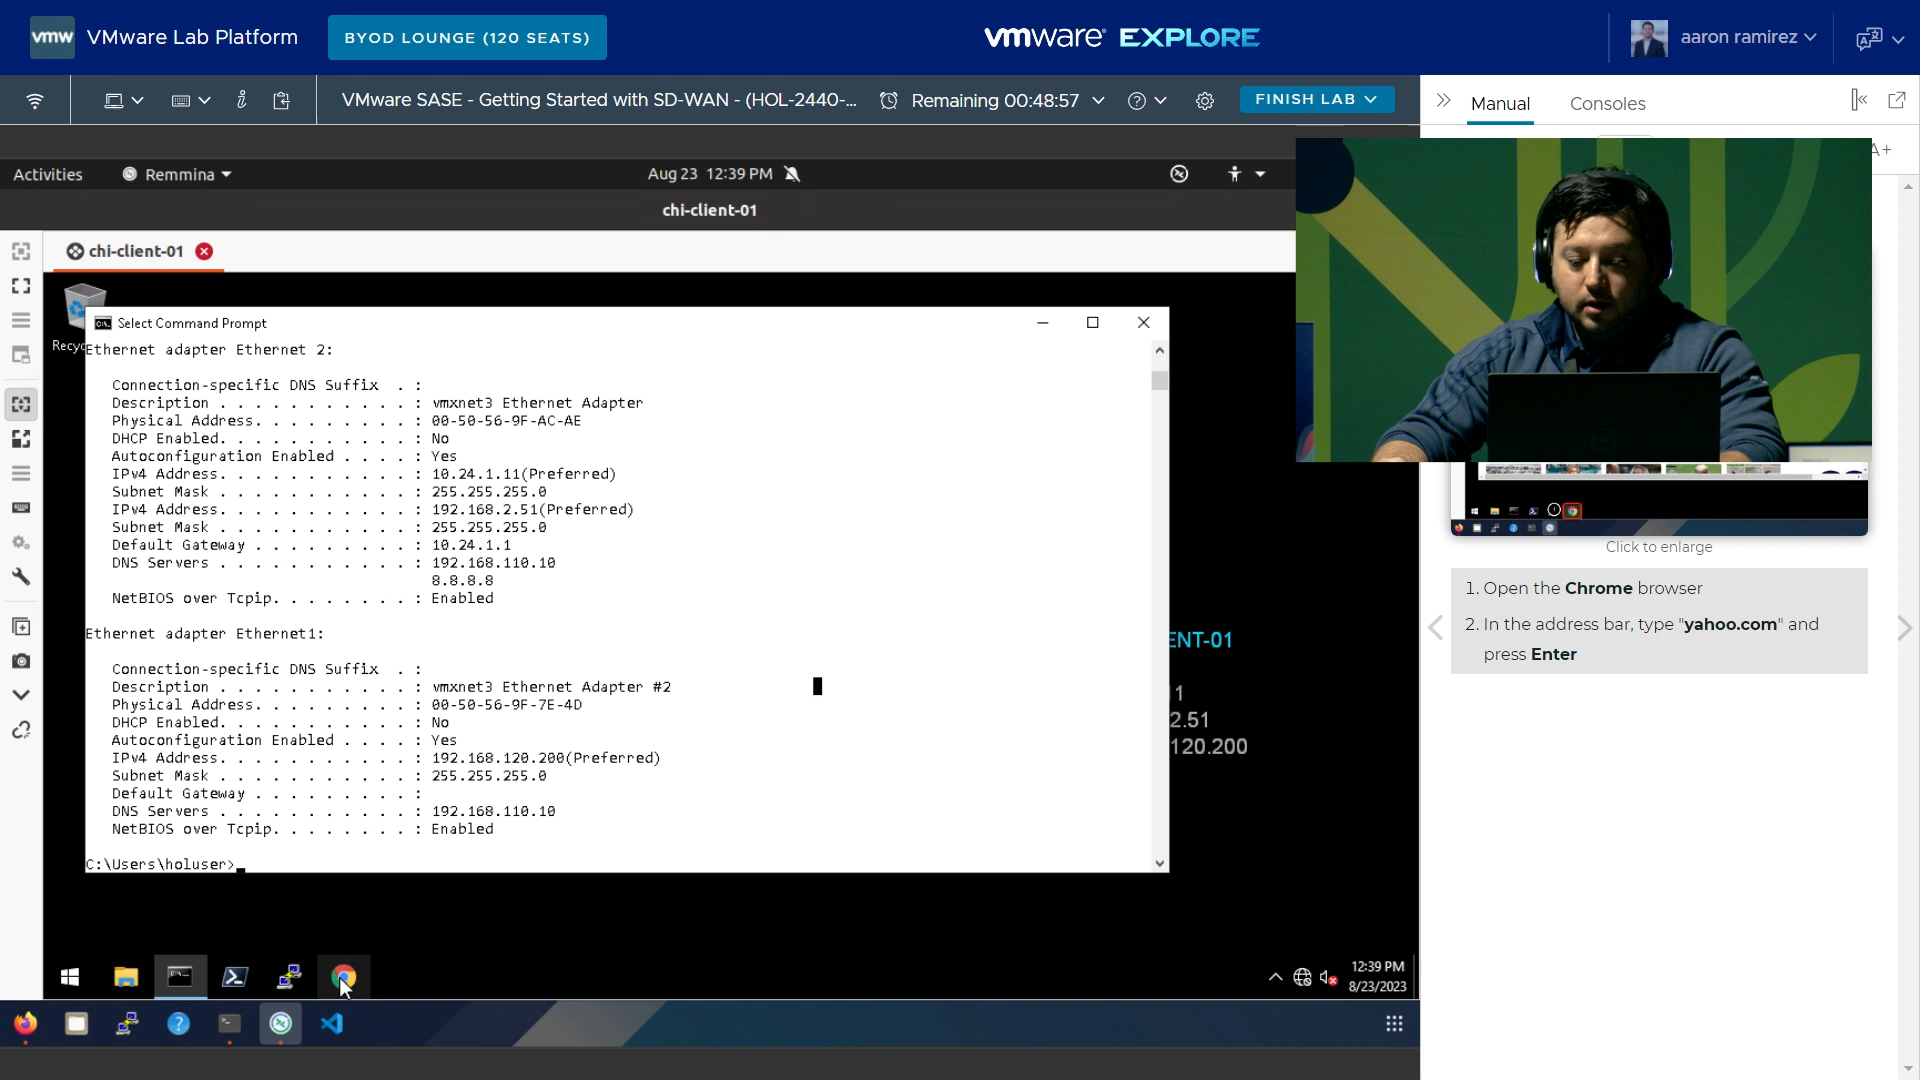 vmw VMware Lab Platform
BYOD LOUNGE (120 SEATS)
vmware EXPLORE
aaron ramirez
VMware SASE - Getting Started with SD-WAN - (HOL-2440-...
Remaining 00:48:57
FINISH LAB
Manual
Consoles
A+
Activities
Remmina
Aug 23 12:39 PM
chi-client-01
chi-client-01
Select Command Prompt
Ethernet adapter Ethernet 2:
Connection-specific DNS Suffix . :
Description . . . . . . . . . . . : vmxnet3 Ethernet Adapter
Physical Address. . . . . . . . . : 00-50-56-9F-AC-AE
DHCP Enabled. . . . . . . . . . . : No
Autoconfiguration Enabled . . . . : Yes
IPv4 Address. . . . . . . . . . . : 10.24.1.11(Preferred)
Subnet Mask . . . . . . . . . . . : 255.255.255.0
IPv4 Address. . . . . . . . . . . : 192.168.2.51(Preferred)
Subnet Mask . . . . . . . . . . . : 255.255.255.0
Default Gateway . . . . . . . . . : 10.24.1.1
DNS Servers . . . . . . . . . . . : 192.168.110.10
8.8.8.8
NetBIOS over Tcpip. . . . . . . . : Enabled
Ethernet adapter Ethernet1:
Connection-specific DNS Suffix . :
Description . . . . . . . . . . . : vmxnet3 Ethernet Adapter #2
Physical Address. . . . . . . . . : 00-50-56-9F-7E-4D
DHCP Enabled. . . . . . . . . . . : No
Autoconfiguration Enabled . . . . : Yes
IPv4 Address. . . . . . . . . . . : 192.168.120.200(Preferred)
Subnet Mask . . . . . . . . . . . : 255.255.255.0
Default Gateway . . . . . . . . . :
DNS Servers . . . . . . . . . . . : 192.168.110.10
NetBIOS over Tcpip. . . . . . . . : Enabled
C:\Users\holuser>
Recyc
ENT-01
11
2.51
120.200
12:39 PM
8/23/2023
Click to enlarge
1. Open the Chrome browser
2. In the address bar, type "yahoo.com" and
press Enter